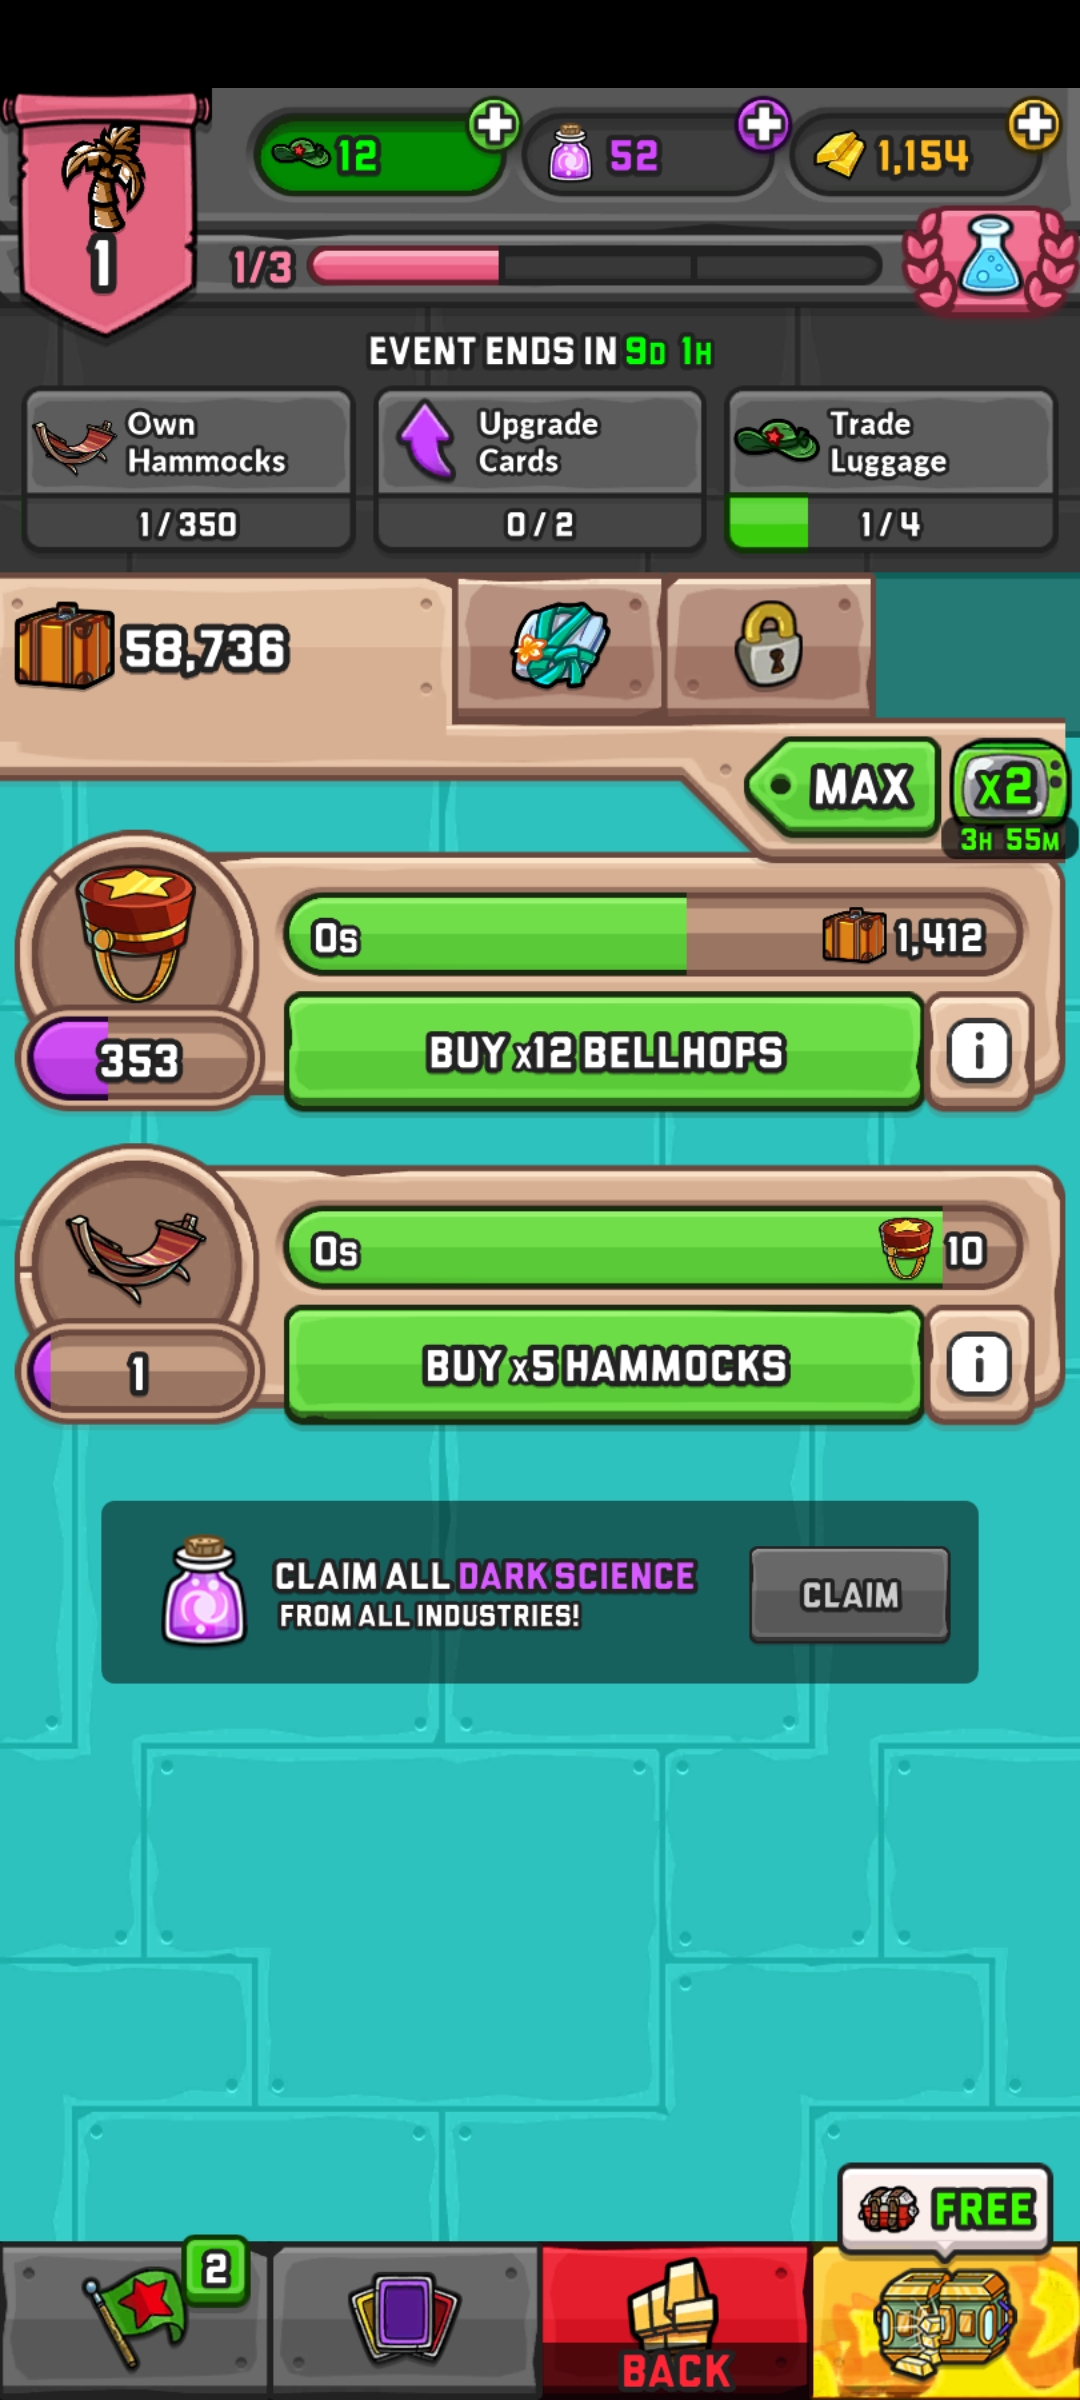 12
52
1,154
1
1/3
EVENT ENDS IN 9D 1H
Own
Hammocks
1 / 350
Upgrade
Cards
0 / 2
Trade
Luggage
1 / 4
58,736
MAX
x2
3H 55M
0s
1,412
353
BUY x12 BELLHOPS
i
0s
10
1
BUY x5 HAMMOCKS
i
CLAIM ALL DARK SCIENCE
FROM ALL INDUSTRIES!
CLAIM
FREE
2
BACK